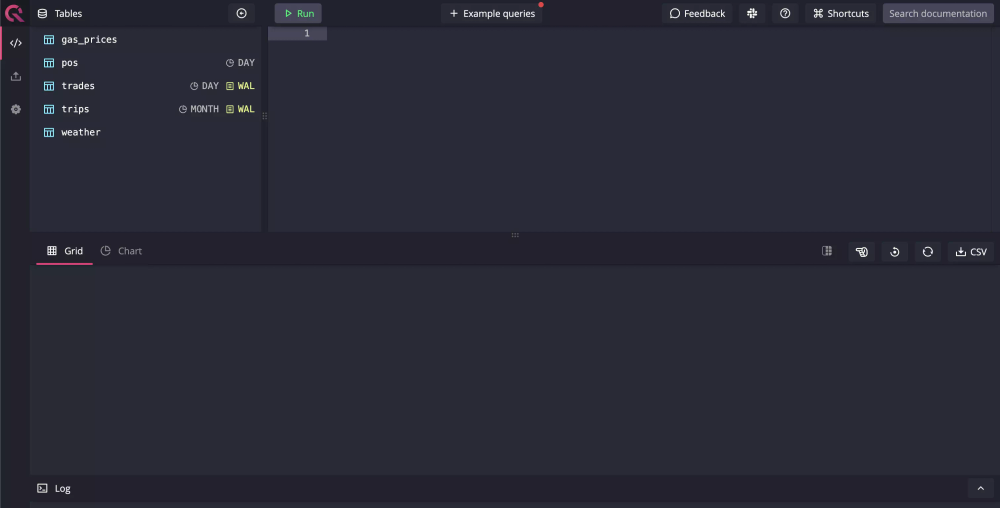 Tables
Run
Example queries
Feedback
Shortcuts
Search documentation
gas_prices
pos DAY
trades DAY WAL
trips MONTH WAL
weather
1
Grid
Chart
CSV
Log